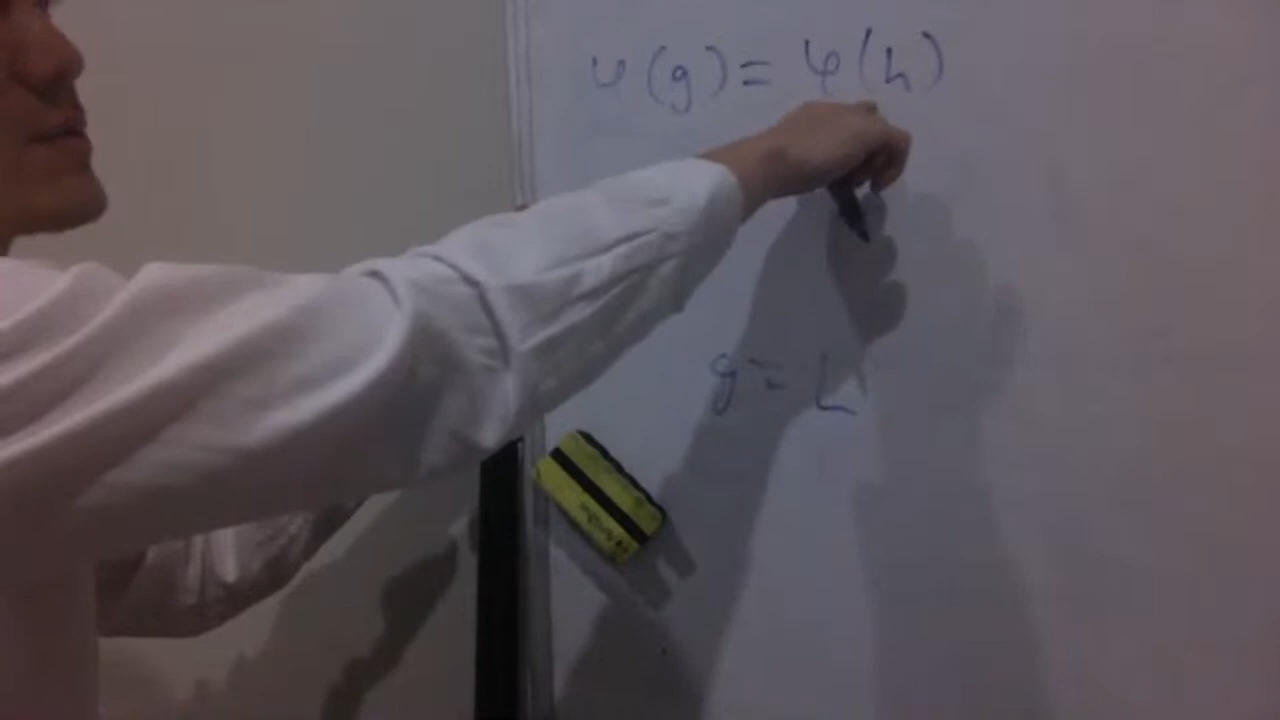 φ(g) = φ(h)
g = h